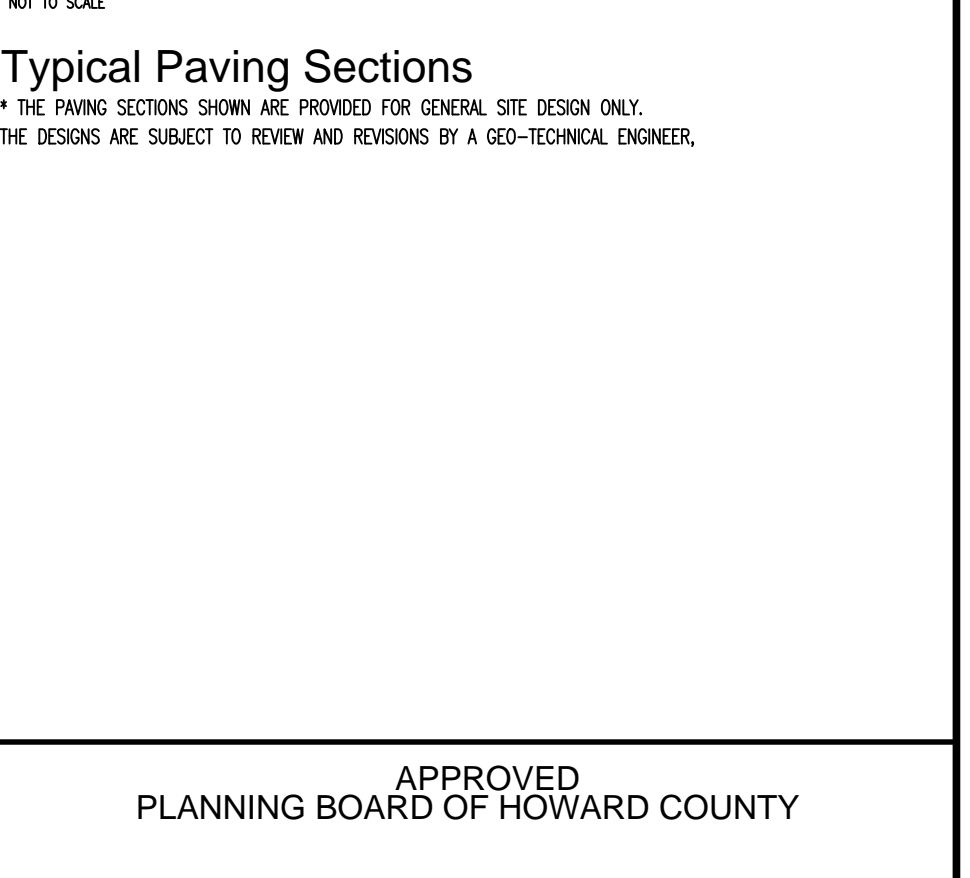 NOT TO SCALE
Typical Paving Sections
* THE PAVING SECTIONS SHOWN ARE PROVIDED FOR GENERAL SITE DESIGN ONLY.
THE DESIGNS ARE SUBJECT TO REVIEW AND REVISIONS BY A GEO-TECHNICAL ENGINEER,
APPROVED
PLANNING BOARD OF HOWARD COUNTY